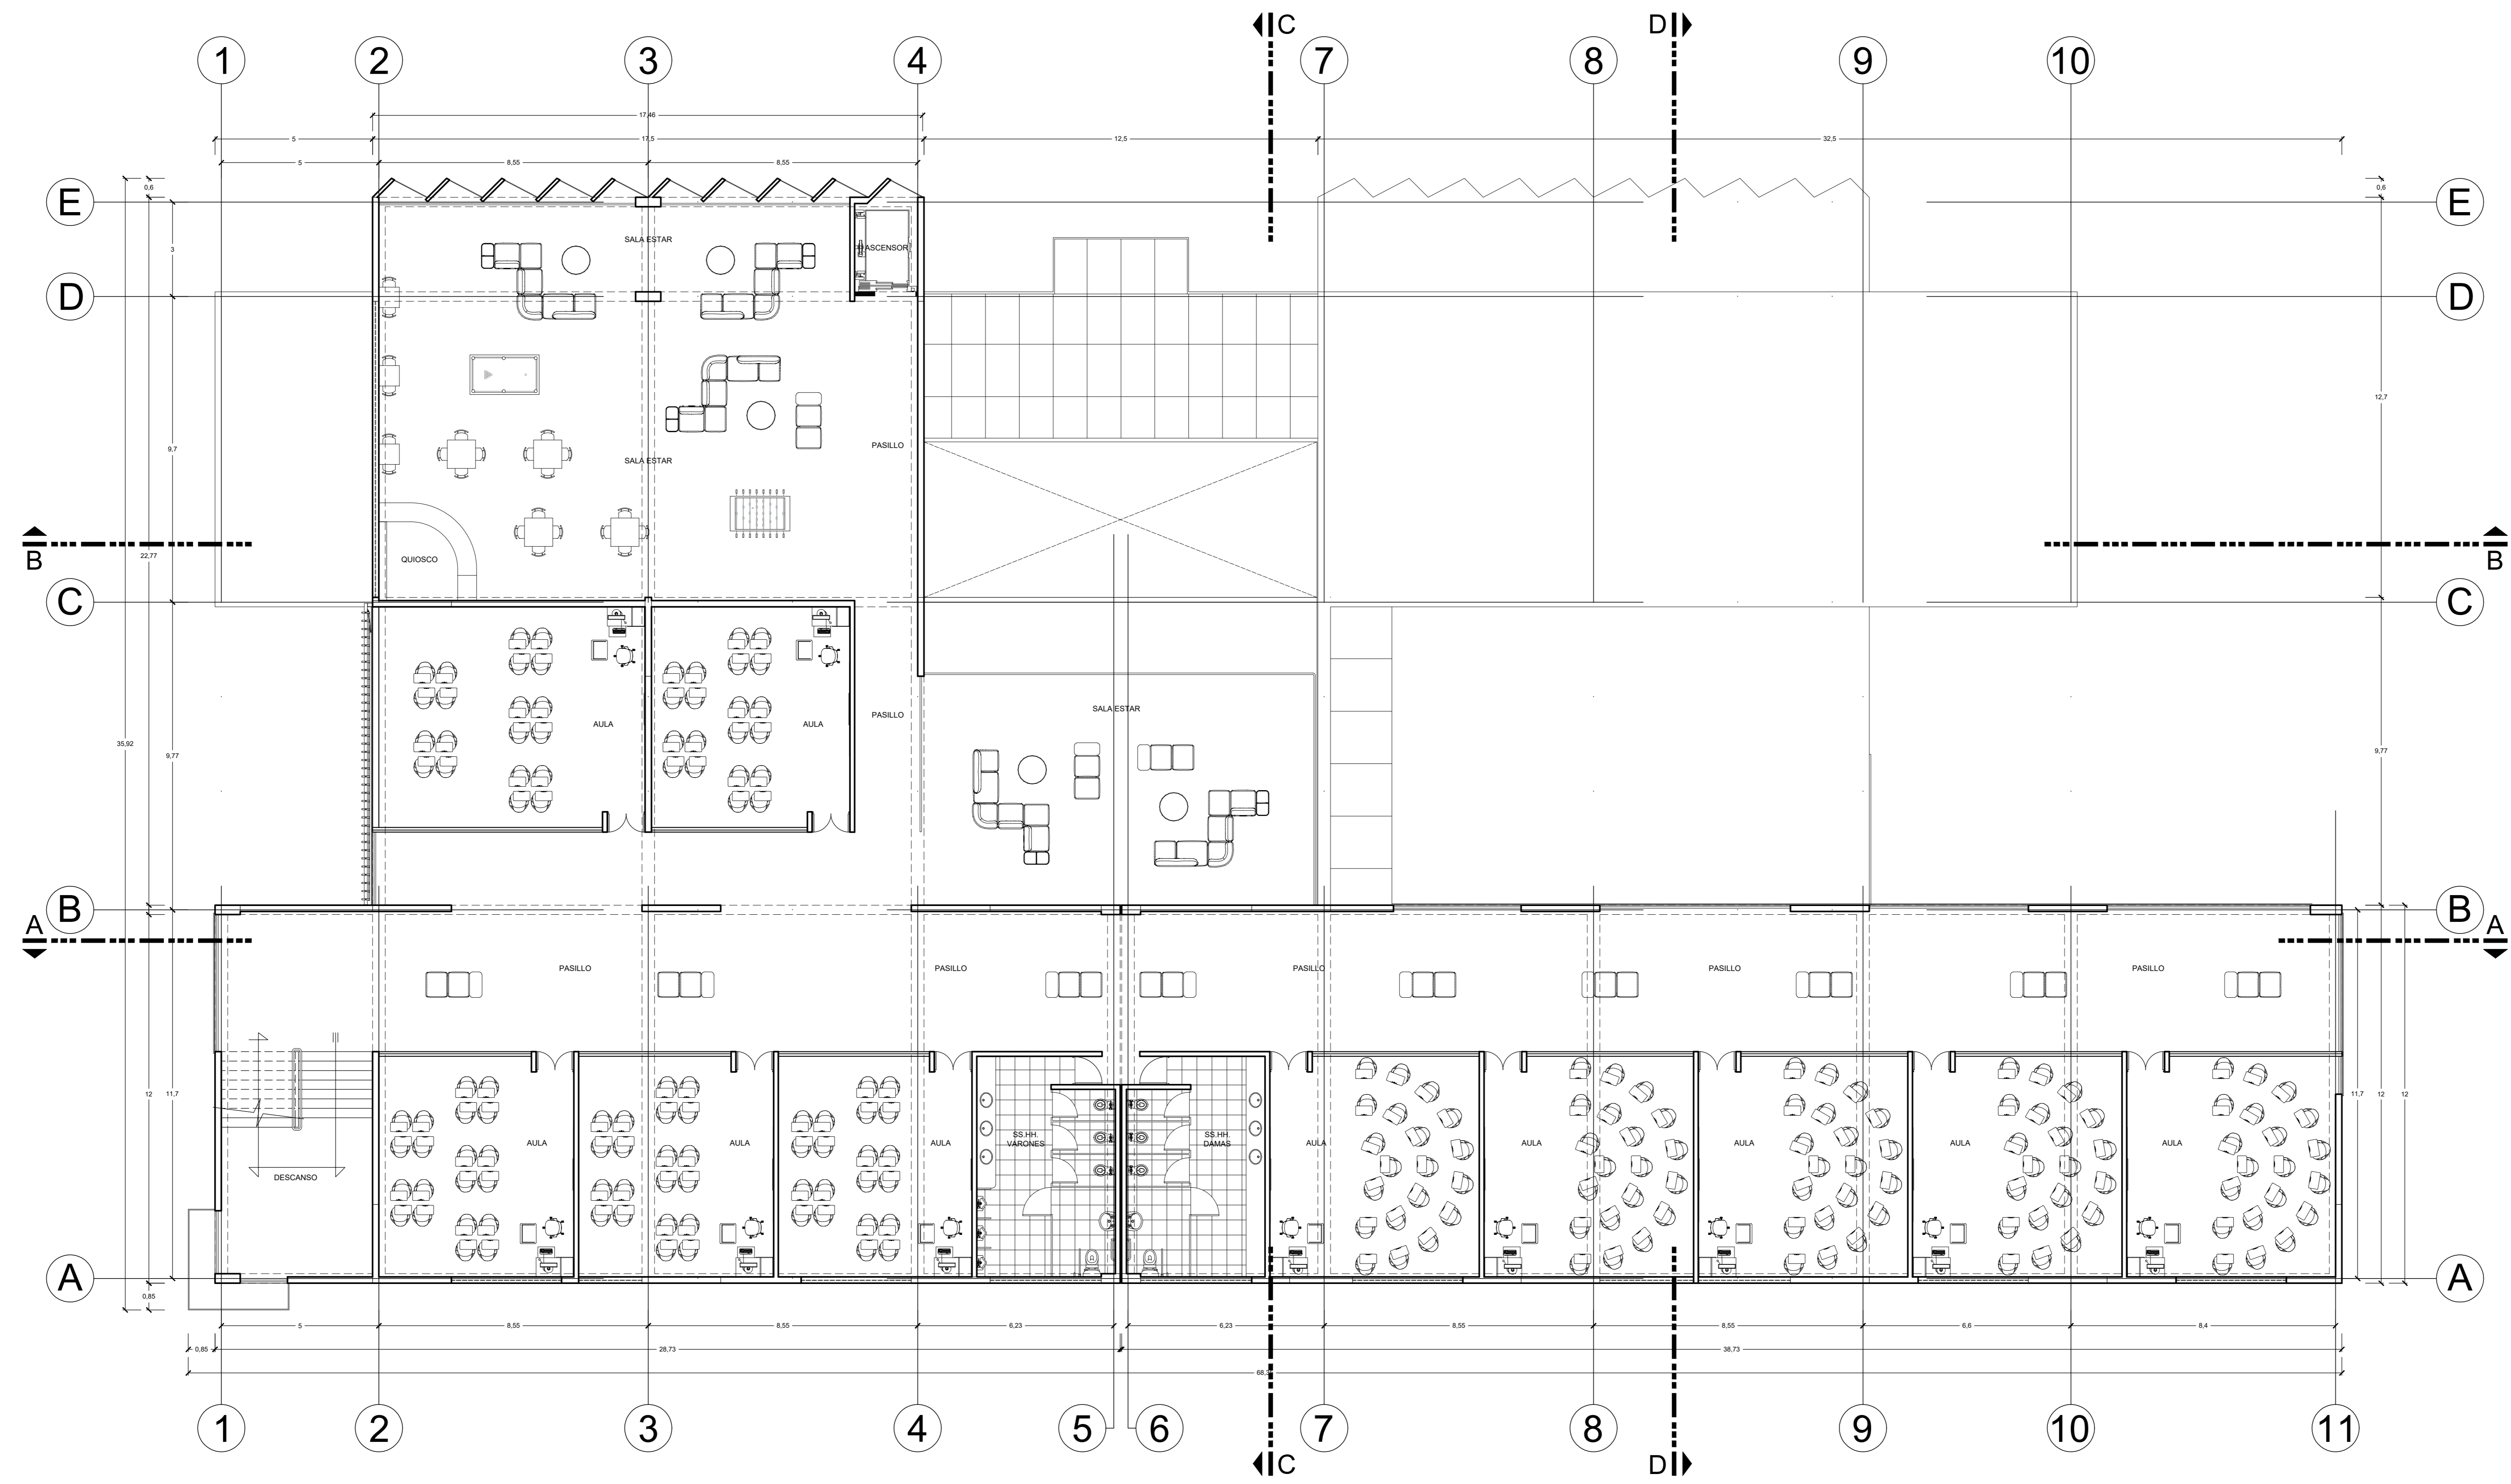 C
D
1
2
3
4
7
8
9
10
17,46
5
17,5
12,5
32,5
5
8,55
8,55
0,6
0,6
E
E
SALA ESTAR
ASCENSOR
3
D
D
12,7
9,7
PASILLO
SALA ESTAR
B
22,77
QUIOSCO
B
C
C
35,92
9,77
AULA
AULA
PASILLO
SALA ESTAR
9,77
B
B
A
A
PASILLO
PASILLO
PASILLO
PASILLO
PASILLO
12
11,7
11,7
12
12
AULA
AULA
AULA
SS.HH.
VARONES
SS.HH.
DAMAS
AULA
AULA
AULA
AULA
AULA
DESCANSO
A
A
0,85
5
8,55
8,55
6,23
6,23
8,55
8,55
6,6
8,4
0,85
28,73
38,73
1
2
3
4
5
6
7
8
9
10
11
C
D